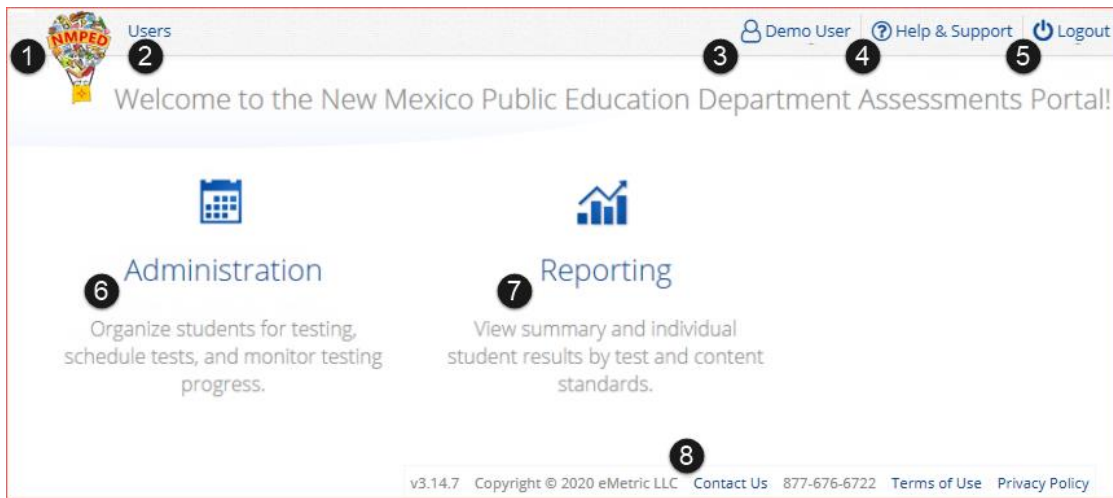 1 NMPED Users
2
Demo User Help & Support Logout
3 4 5
Welcome to the New Mexico Public Education Department Assessments Portal!
6 Administration
Organize students for testing,
schedule tests, and monitor testing
progress.
7 Reporting
View summary and individual
student results by test and content
standards.
8
v3.14.7 Copyright © 2020 eMetric LLC Contact Us 877-676-6722 Terms of Use Privacy Policy